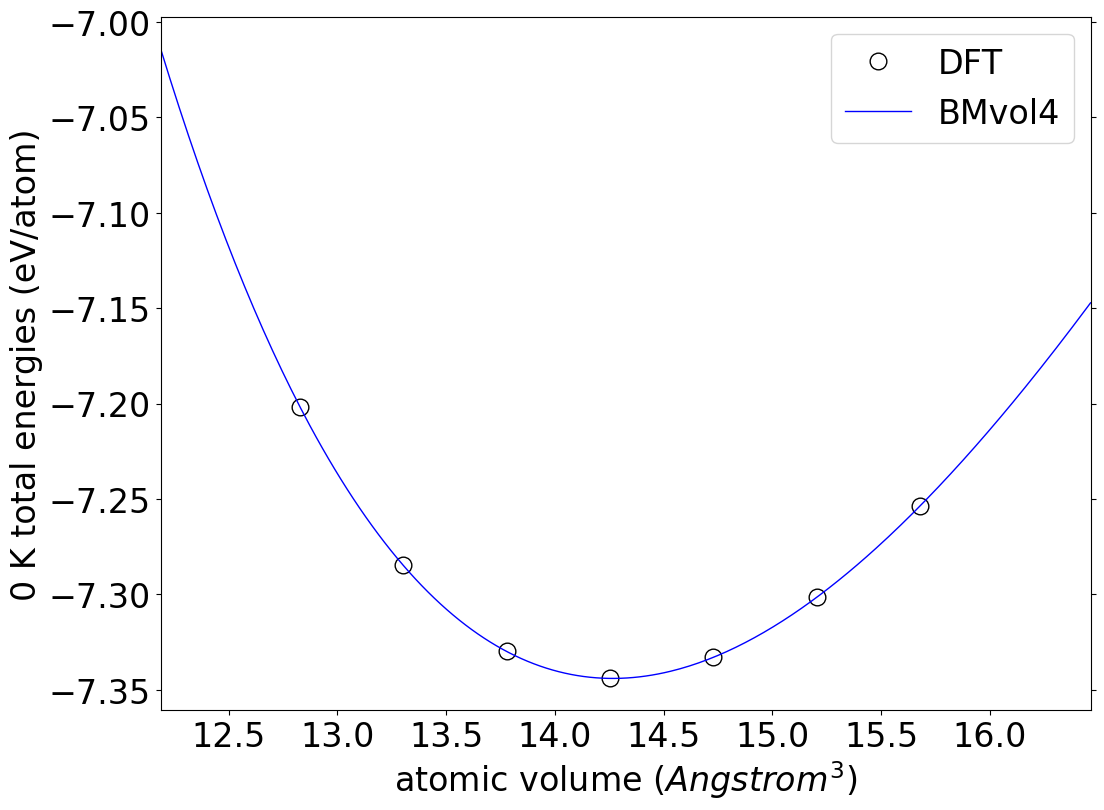 −7.00
−7.05
−7.10
−7.15
−7.20
−7.25
−7.30
−7.35
0 K total energies (eV/atom)
DFT
BMvol4
12.5 13.0 13.5 14.0 14.5 15.0 15.5 16.0
atomic volume (Angstrom³)